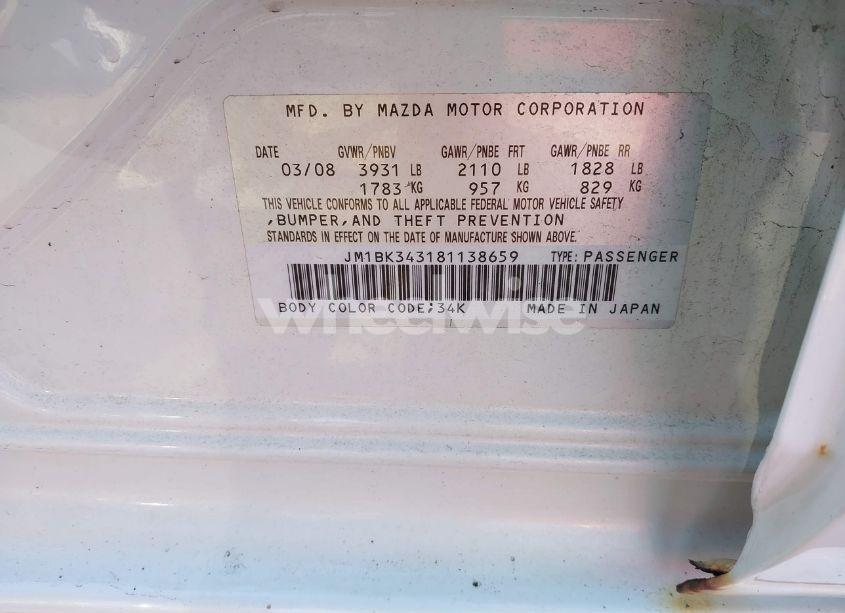 MFD. BY MAZDA MOTOR CORPORATION
DATE GVWR/PNBV GAWR/PNBE FRT GAWR/PNBE RR
03/08 3931 LB 2110 LB 1828 LB
1783 KG 957 KG 829 KG
THIS VEHICLE CONFORMS TO ALL APPLICABLE FEDERAL MOTOR VEHICLE SAFETY
,BUMPER,AND THEFT PREVENTION
STANDARDS IN EFFECT ON THE DATE OF MANUFACTURE SHOWN ABOVE.
JM1BK343181138659 TYPE: PASSENGER
wheelwise
BODY COLOR CODE;34K MADE IN JAPAN